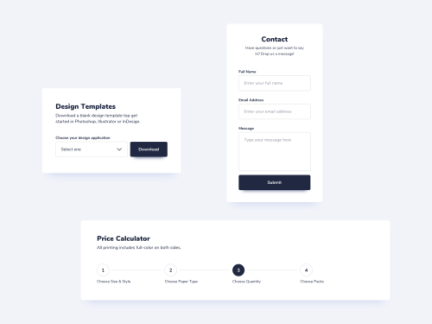 Contact
Have questions or just want to say
hi? Drop us a message!
Full Name
Enter your full name
Email Address
Enter your email address
Message
Type your message here
Submit
Design Templates
Download a blank design template to get
started in Photoshop, Illustrator or InDesign.
Choose your design application
Select one
Download
Price Calculator
All printing includes full color on both sides.
1
2
3
4
Choose Size & Style
Choose Paper Type
Choose Quantity
Choose Packs